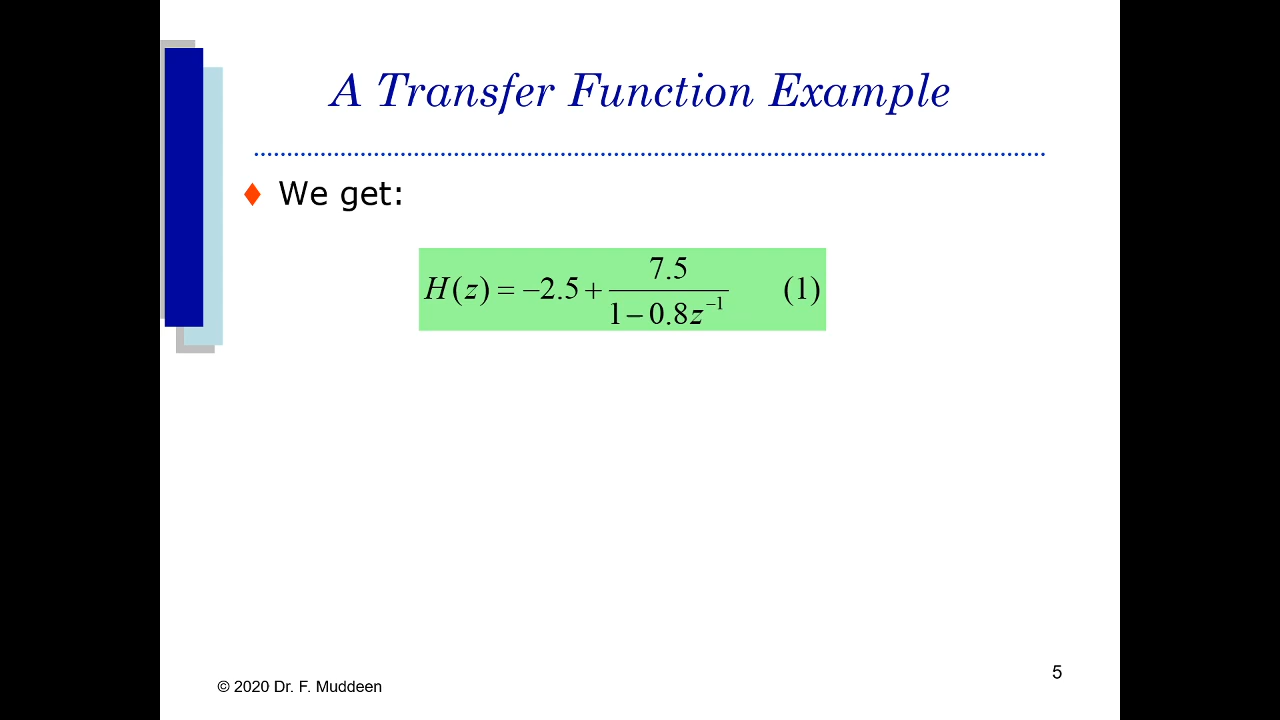 A Transfer Function Example
We get:
H(z) = −2.5 + 7.5 / (1 − 0.8z⁻¹) (1)
© 2020 Dr. F. Muddeen
5